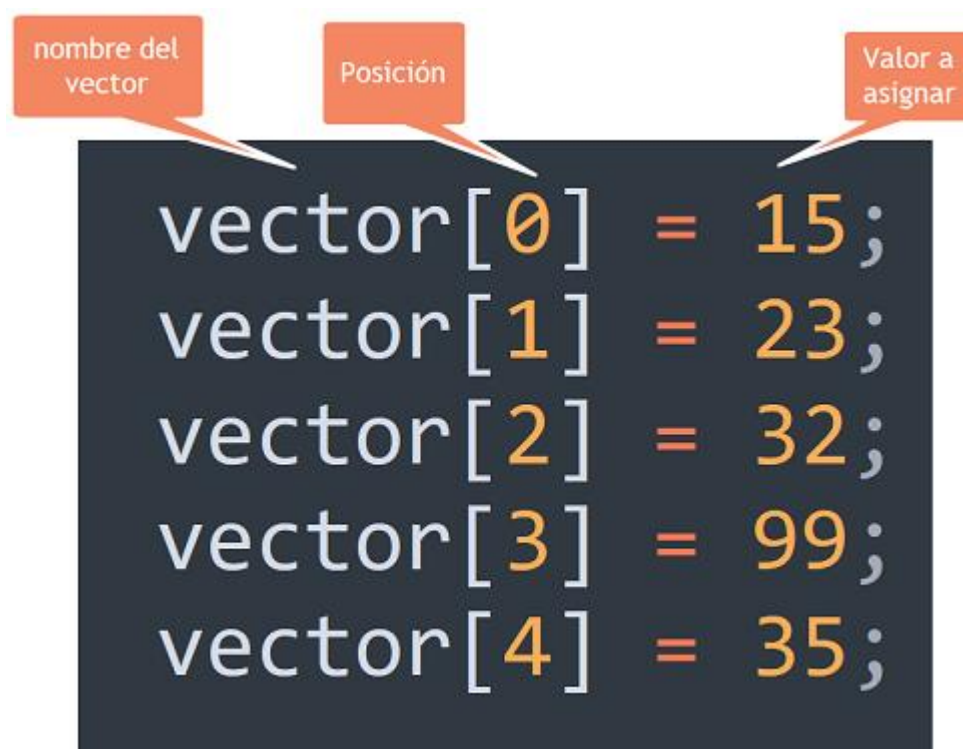 nombre del
vector
Posición
Valor a
asignar
vector[0] = 15;
vector[1] = 23;
vector[2] = 32;
vector[3] = 99;
vector[4] = 35;